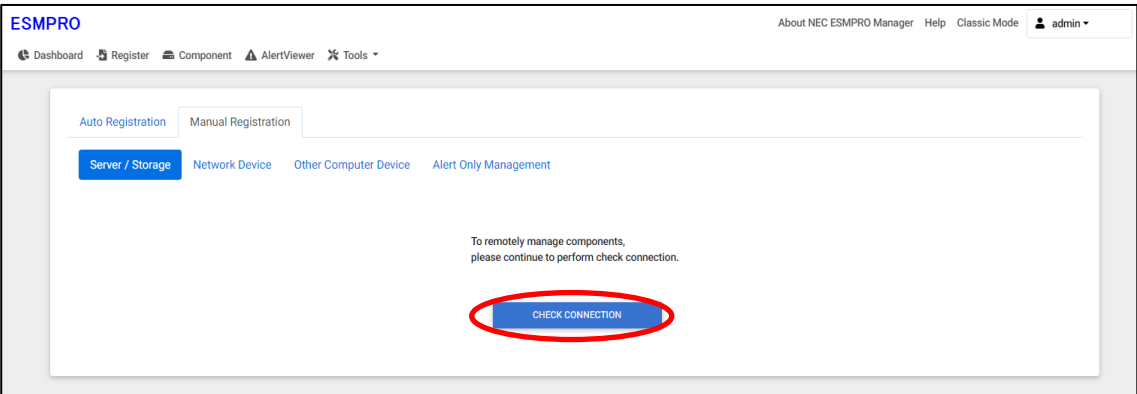 ESMPRO
About NEC ESMPRO Manager Help Classic Mode admin
Dashboard Register Component AlertViewer Tools
Auto Registration Manual Registration
Server / Storage Network Device Other Computer Device Alert Only Management
To remotely manage components,
please continue to perform check connection.
CHECK CONNECTION